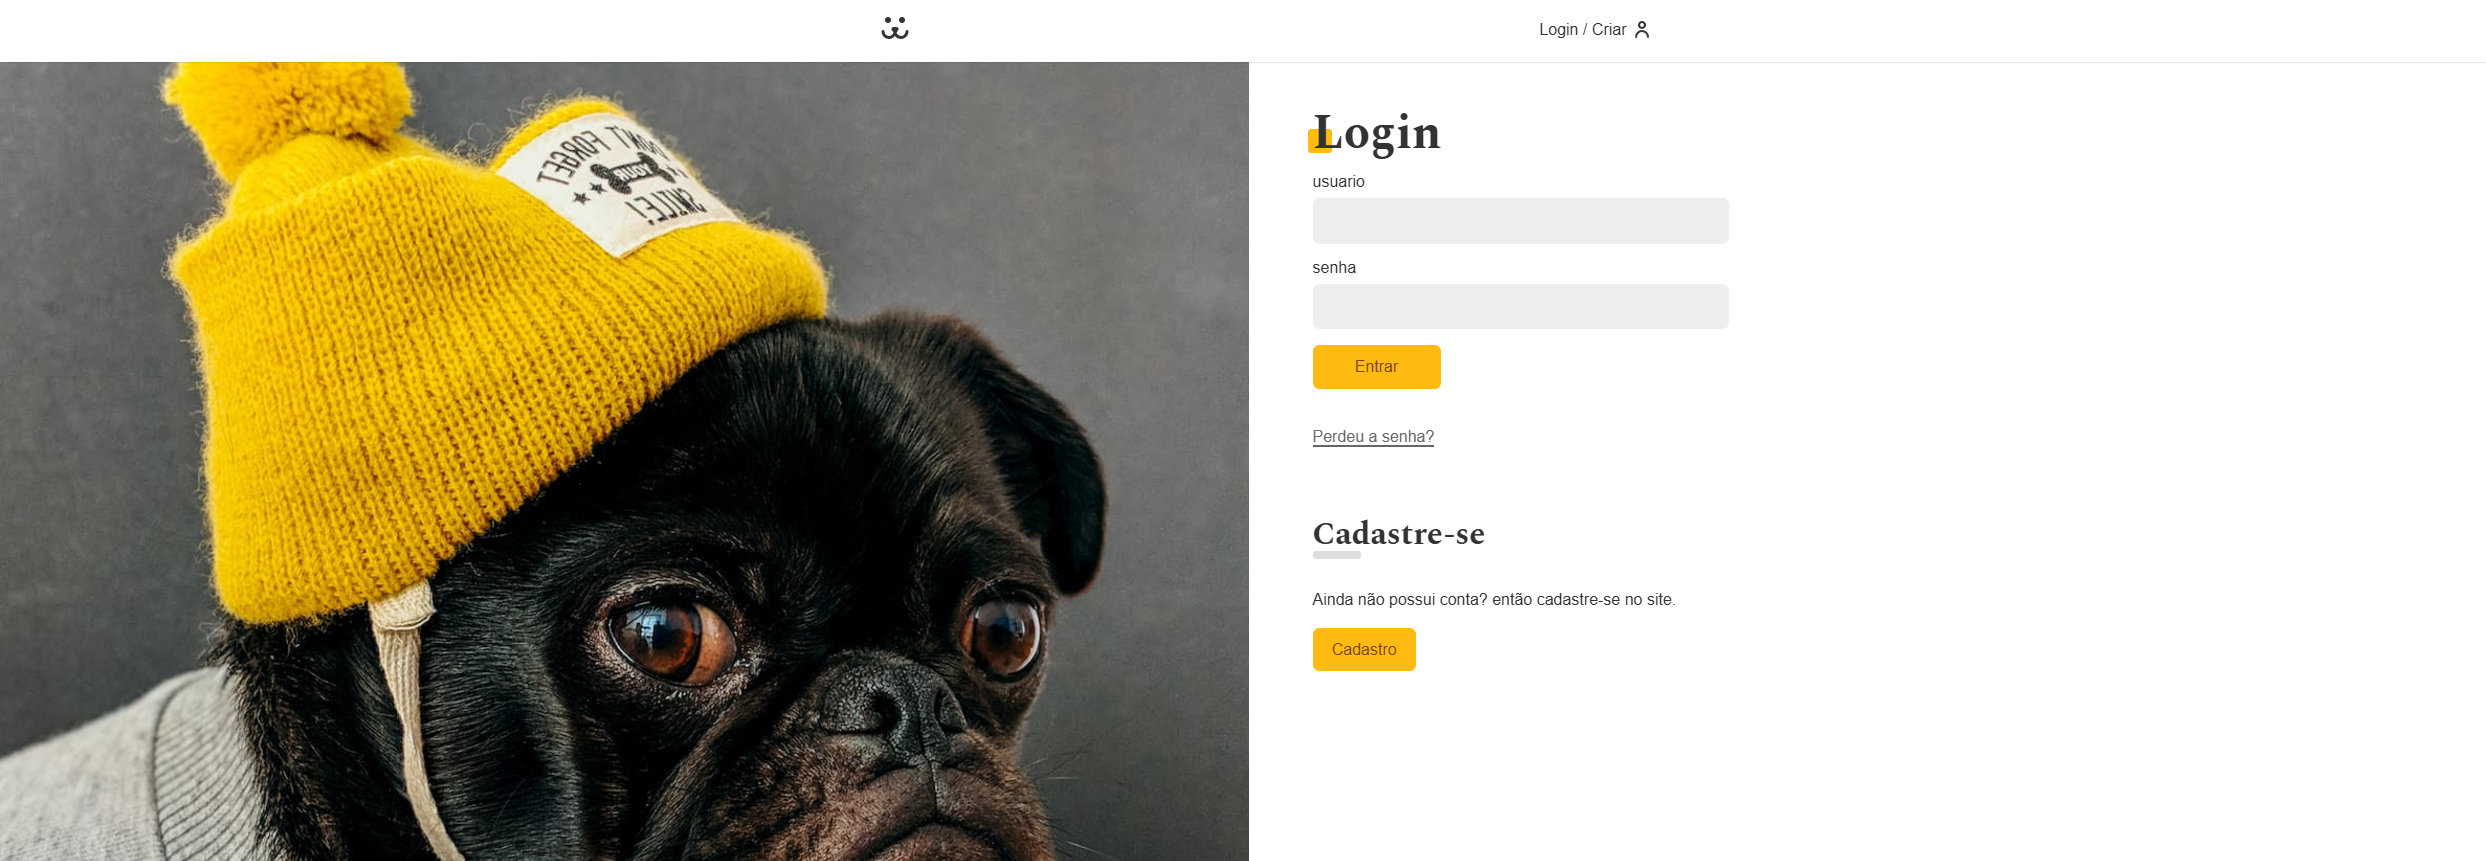 Login / Criar
DON'T FORGET
YOUR
SMILE!
Login
usuario
senha
Entrar
Perdeu a senha?
Cadastre-se
Ainda não possui conta? então cadastre-se no site.
Cadastro